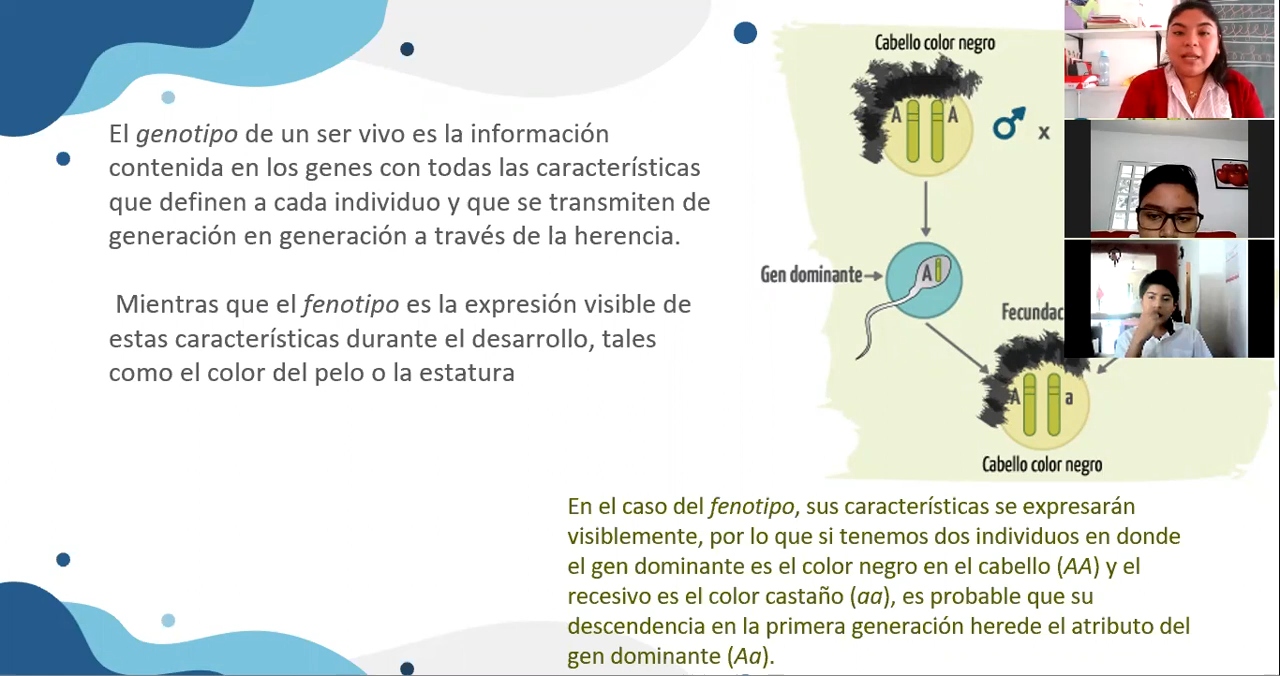 El genotipo de un ser vivo es la información
contenida en los genes con todas las características
que definen a cada individuo y que se transmiten de
generación en generación a través de la herencia.
Mientras que el fenotipo es la expresión visible de
estas características durante el desarrollo, tales
como el color del pelo o la estatura
Cabello color negro
A A
x
Gen dominante
A
A a
Cabello color negro
En el caso del fenotipo, sus características se expresarán
visiblemente, por lo que si tenemos dos individuos en donde
el gen dominante es el color negro en el cabello (AA) y el
recesivo es el color castaño (aa), es probable que su
descendencia en la primera generación herede el atributo del
gen dominante (Aa).